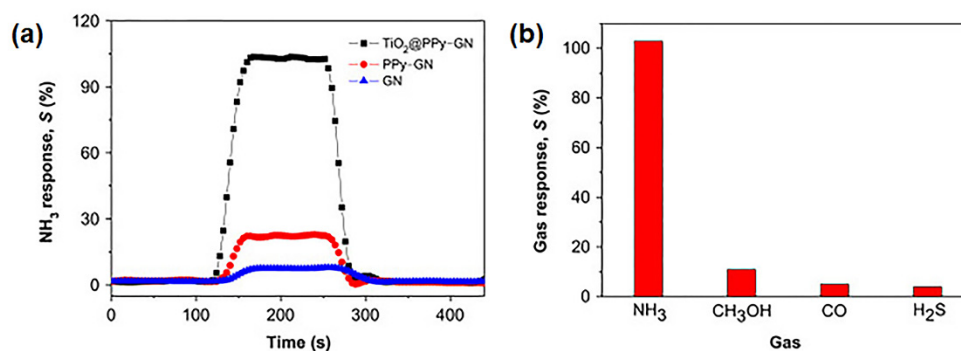 (a)
NH₃ response, S (%)
120
90
60
30
0
TiO₂@PPy-GN
PPy-GN
GN
0 100 200 300 400
Time (s)
(b)
Gas response, S (%)
100
80
60
40
20
0
NH₃ CH₃OH CO H₂S
Gas